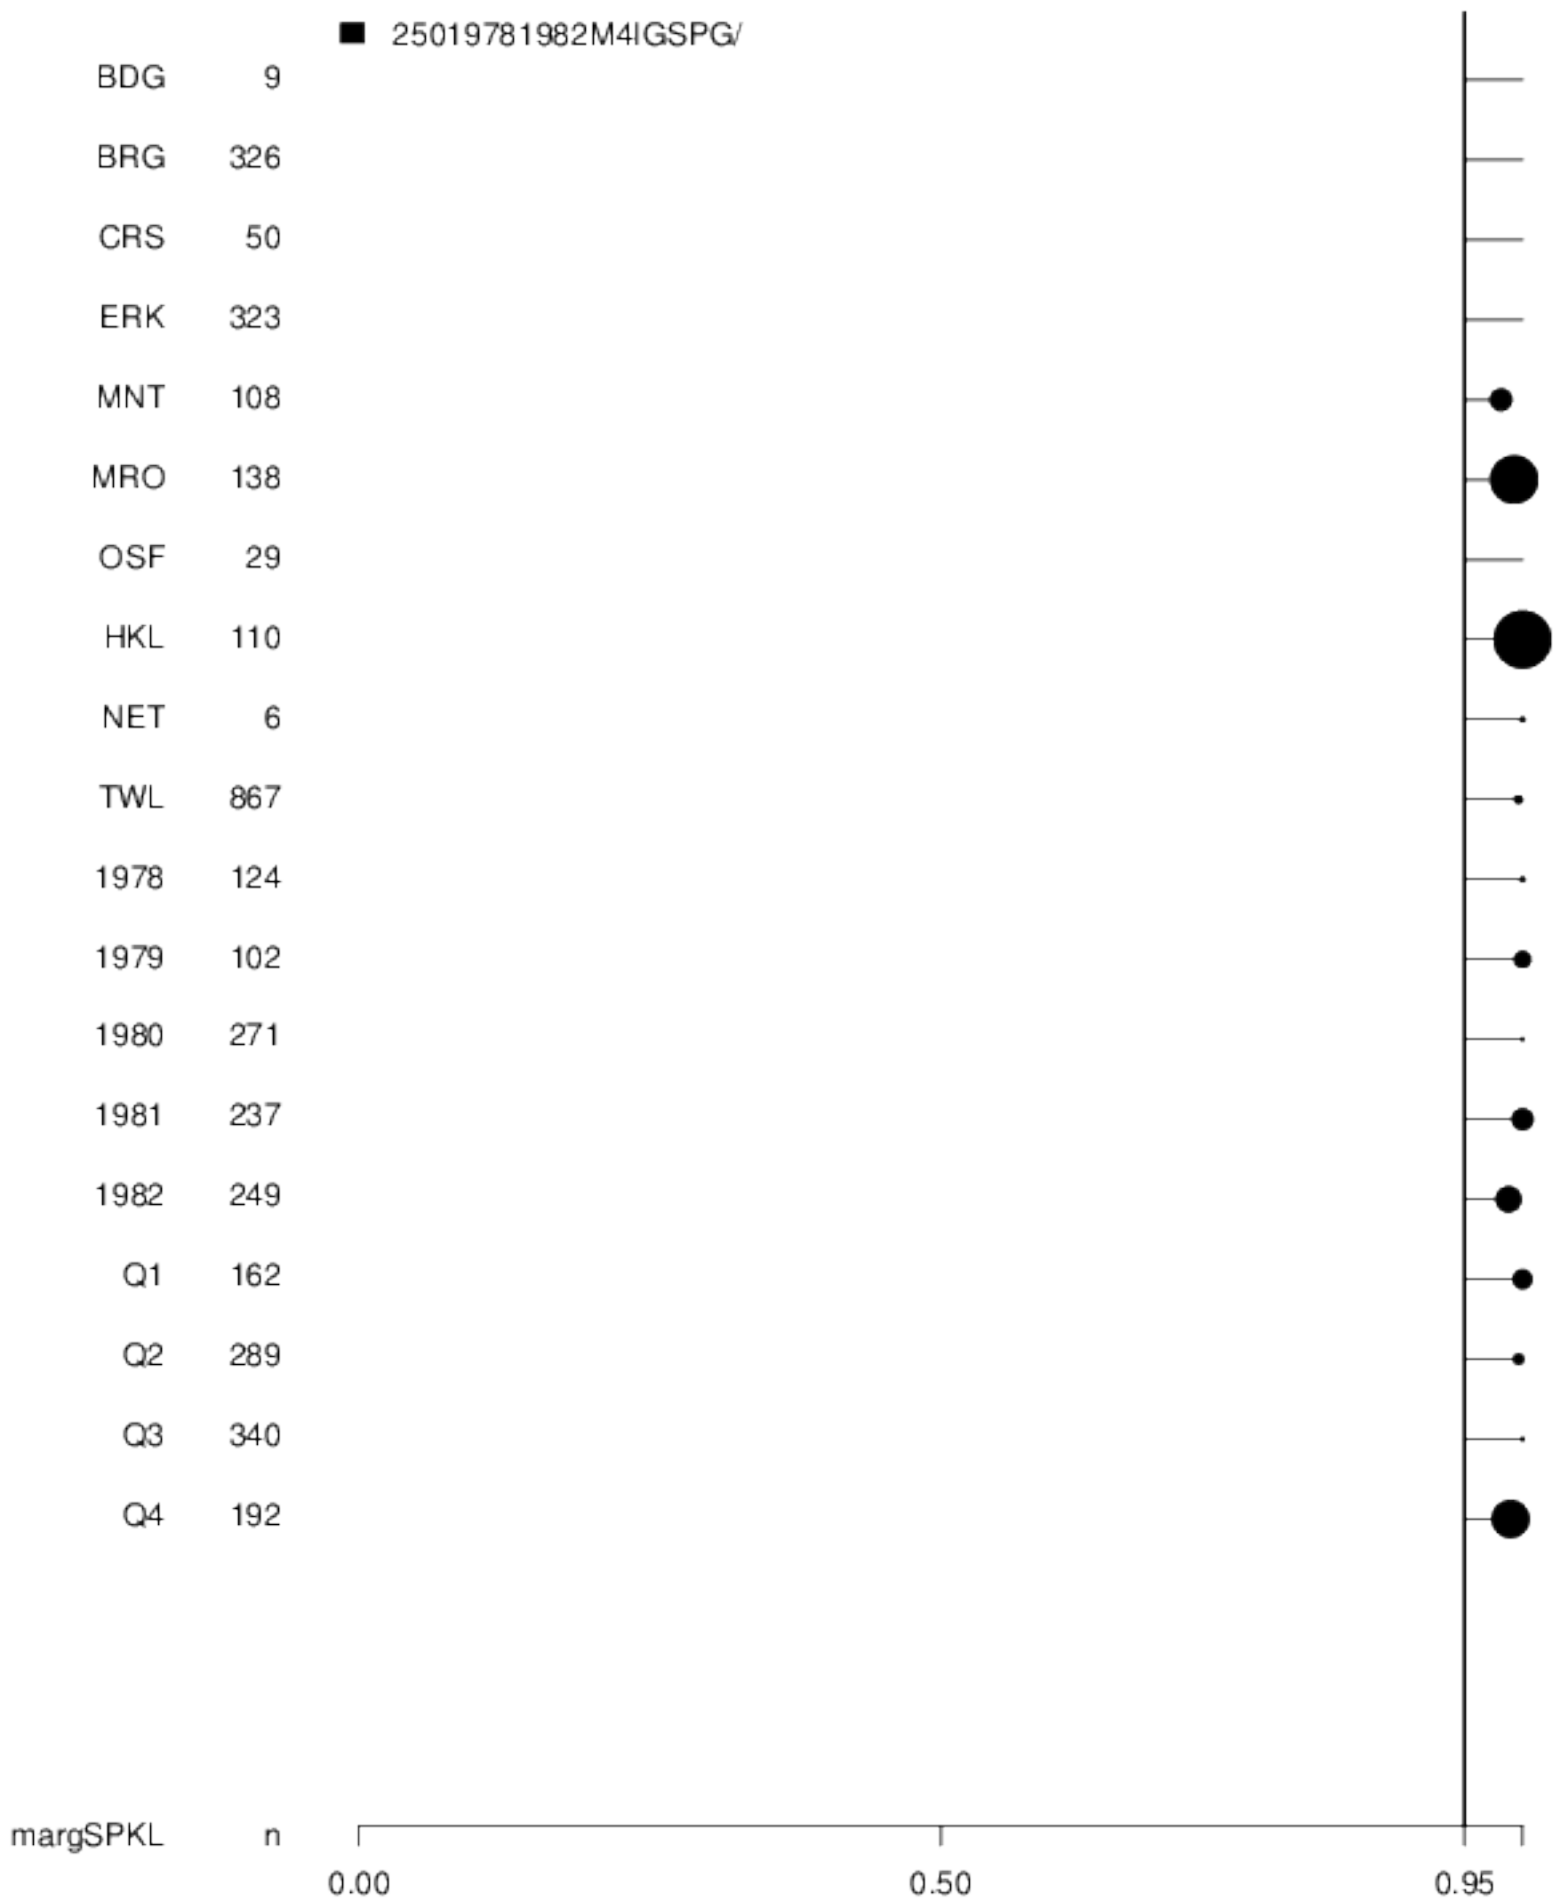 25019781982M4IGSPG/
BDG 9
BRG 326
CRS 50
ERK 323
MNT 108
MRO 138
OSF 29
HKL 110
NET 6
TWL 867
1978 124
1979 102
1980 271
1981 237
1982 249
Q1 162
Q2 289
Q3 340
Q4 192
margSPKL n
0.00 0.50 0.95